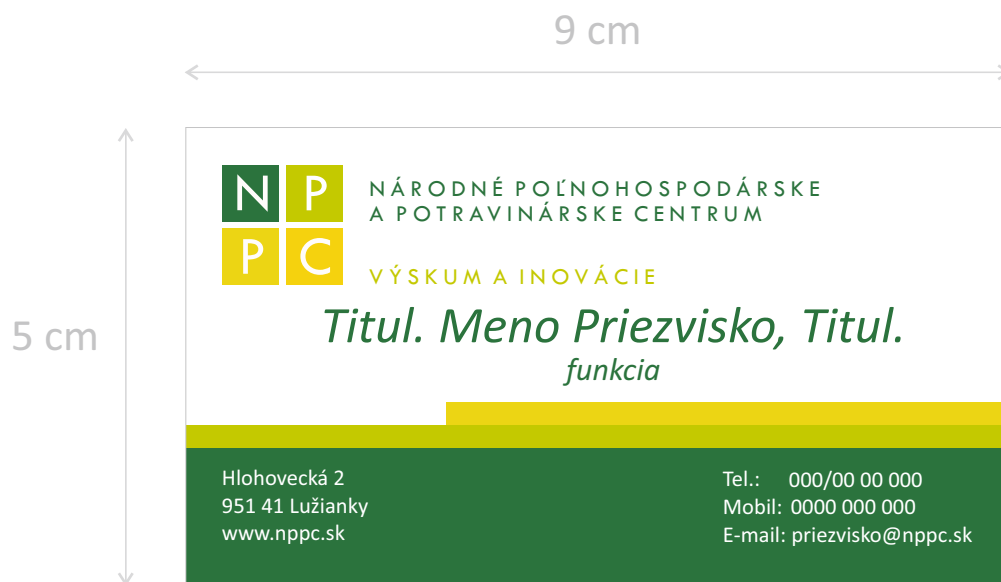 9 cm
5 cm
N P
P C
NÁRODNÉ POĽNOHOSPODÁRSKE
A POTRAVINÁRSKE CENTRUM
VÝSKUM A INOVÁCIE
Titul. Meno Priezvisko, Titul.
funkcia
Hlohovecká 2
951 41 Lužianky
www.nppc.sk
Tel.: 000/00 00 000
Mobil: 0000 000 000
E-mail: priezvisko@nppc.sk